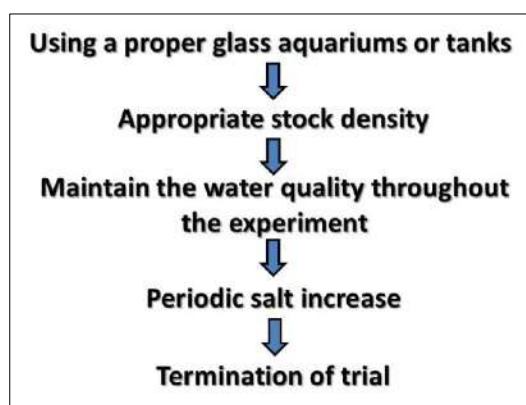 Using a proper glass aquariums or tanks
Appropriate stock density
Maintain the water quality throughout
the experiment
Periodic salt increase
Termination of trial